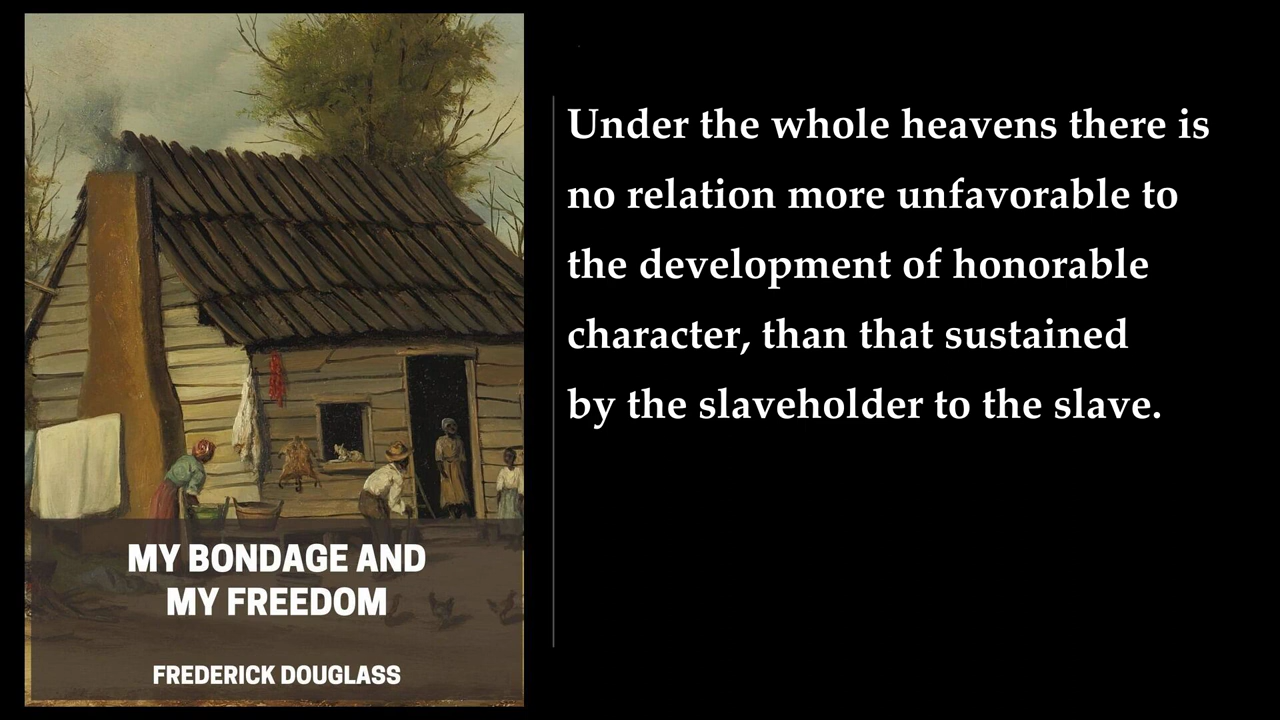 MY BONDAGE AND
MY FREEDOM
FREDERICK DOUGLASS
Under the whole heavens there is
no relation more unfavorable to
the development of honorable
character, than that sustained
by the slaveholder to the slave.